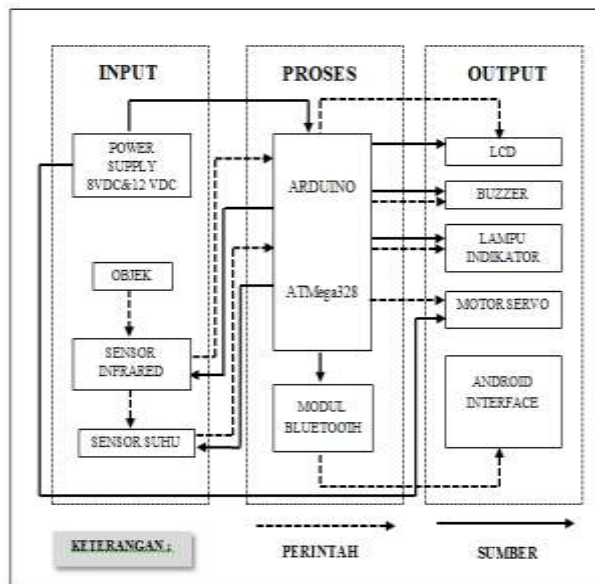 INPUT
POWER
SUPPLY
8VDC&12 VDC
OBJEK
SENSOR
INFRARED
SENSOR SUHU
PROSES
ARDUINO
ATMega328
MODUL
BLUETOOTH
OUTPUT
LCD
BUZZER
LAMPU
INDIKATOR
MOTOR SERVO
ANDROID
INTERFACE
KETERANGAN :
PERINTAH
SUMBER